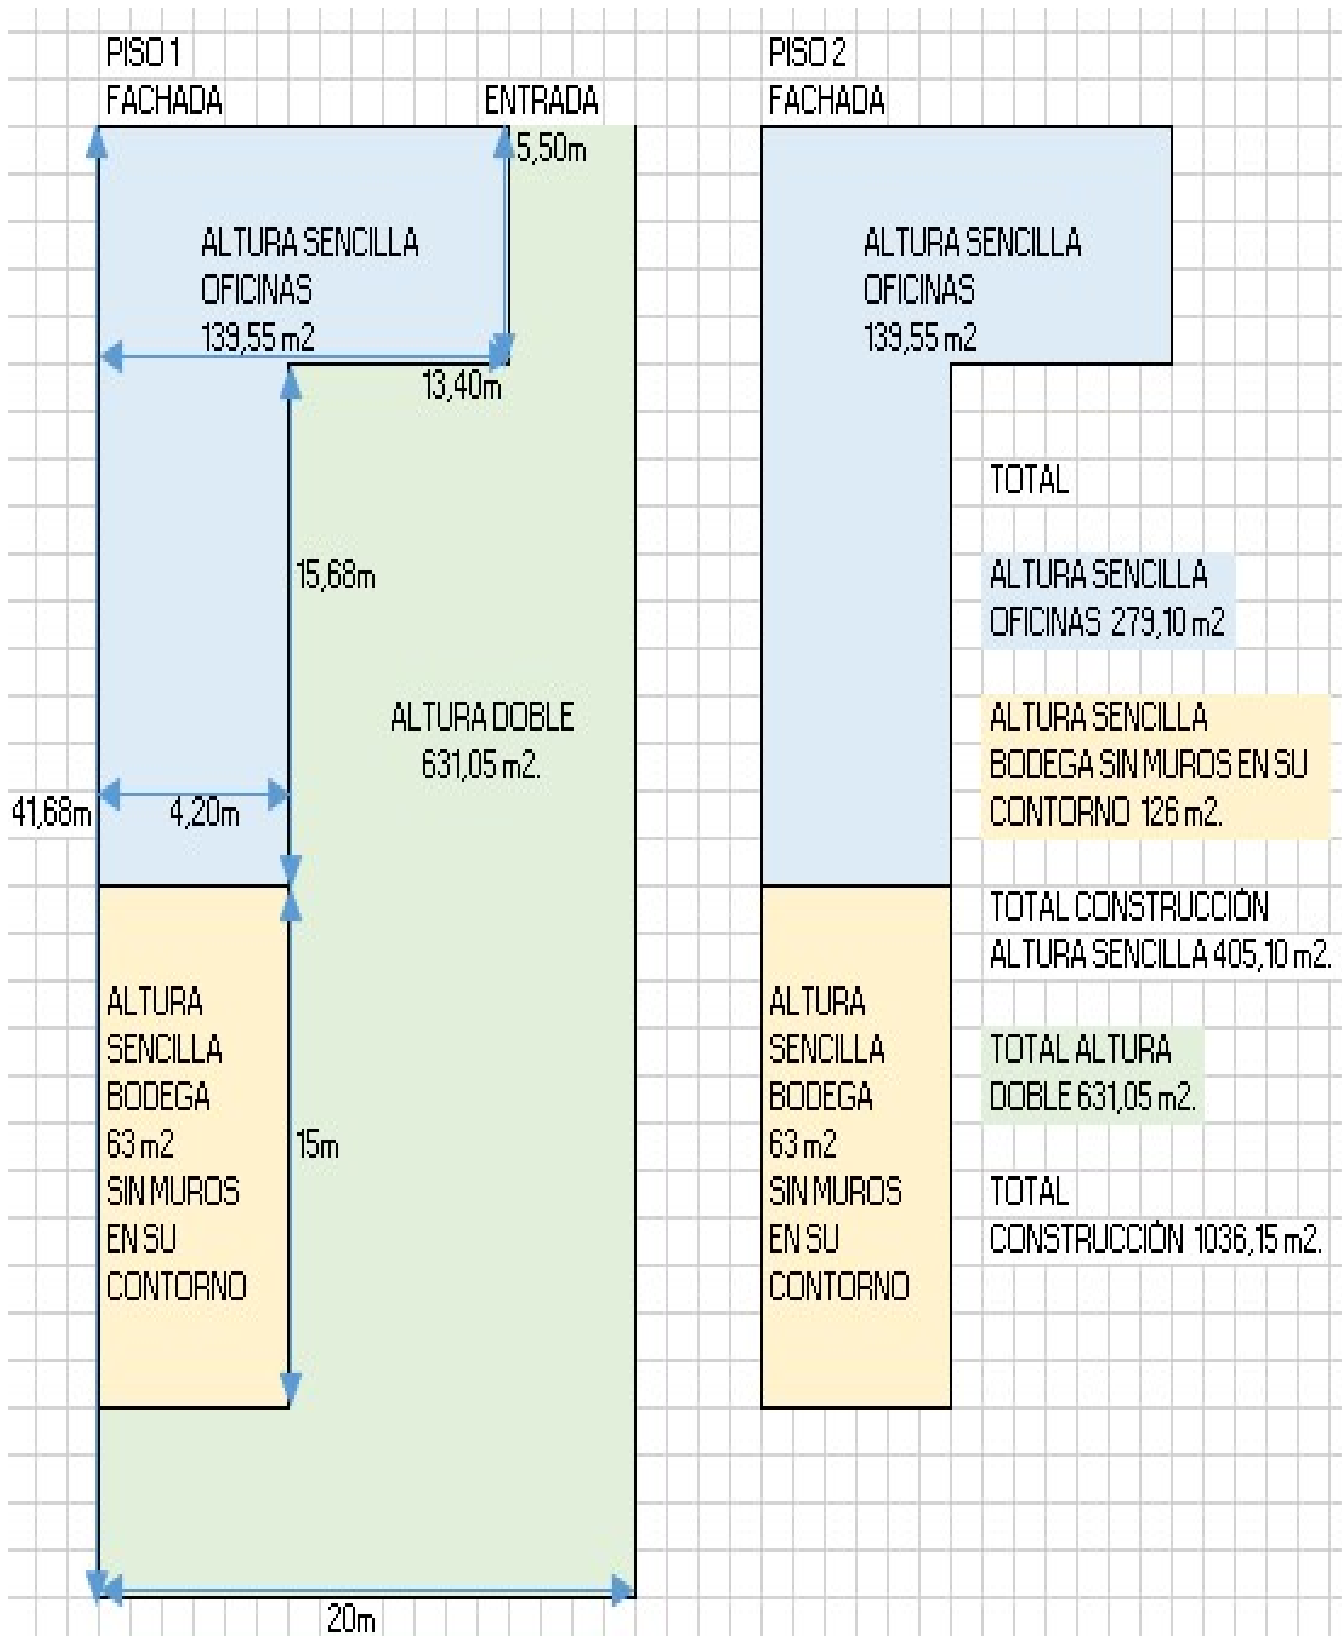 PISO 1
FACHADA
ENTRADA
5,50m
ALTURA SENCILLA
OFICINAS
139,55 m2
13,40m
15,68m
ALTURA DOBLE
631,05 m2.
41,68m
4,20m
ALTURA
SENCILLA
BODEGA
63 m2
SIN MUROS
EN SU
CONTORNO
15m
20m
PISO 2
FACHADA
ALTURA SENCILLA
OFICINAS
139,55 m2
ALTURA
SENCILLA
BODEGA
63 m2
SIN MUROS
EN SU
CONTORNO
TOTAL
ALTURA SENCILLA
OFICINAS 279,10 m2
ALTURA SENCILLA
BODEGA SIN MUROS EN SU
CONTORNO 126 m2.
TOTAL CONSTRUCCIÓN
ALTURA SENCILLA 405,10 m2.
TOTAL ALTURA
DOBLE 631,05 m2.
TOTAL
CONSTRUCCIÓN 1036,15 m2.